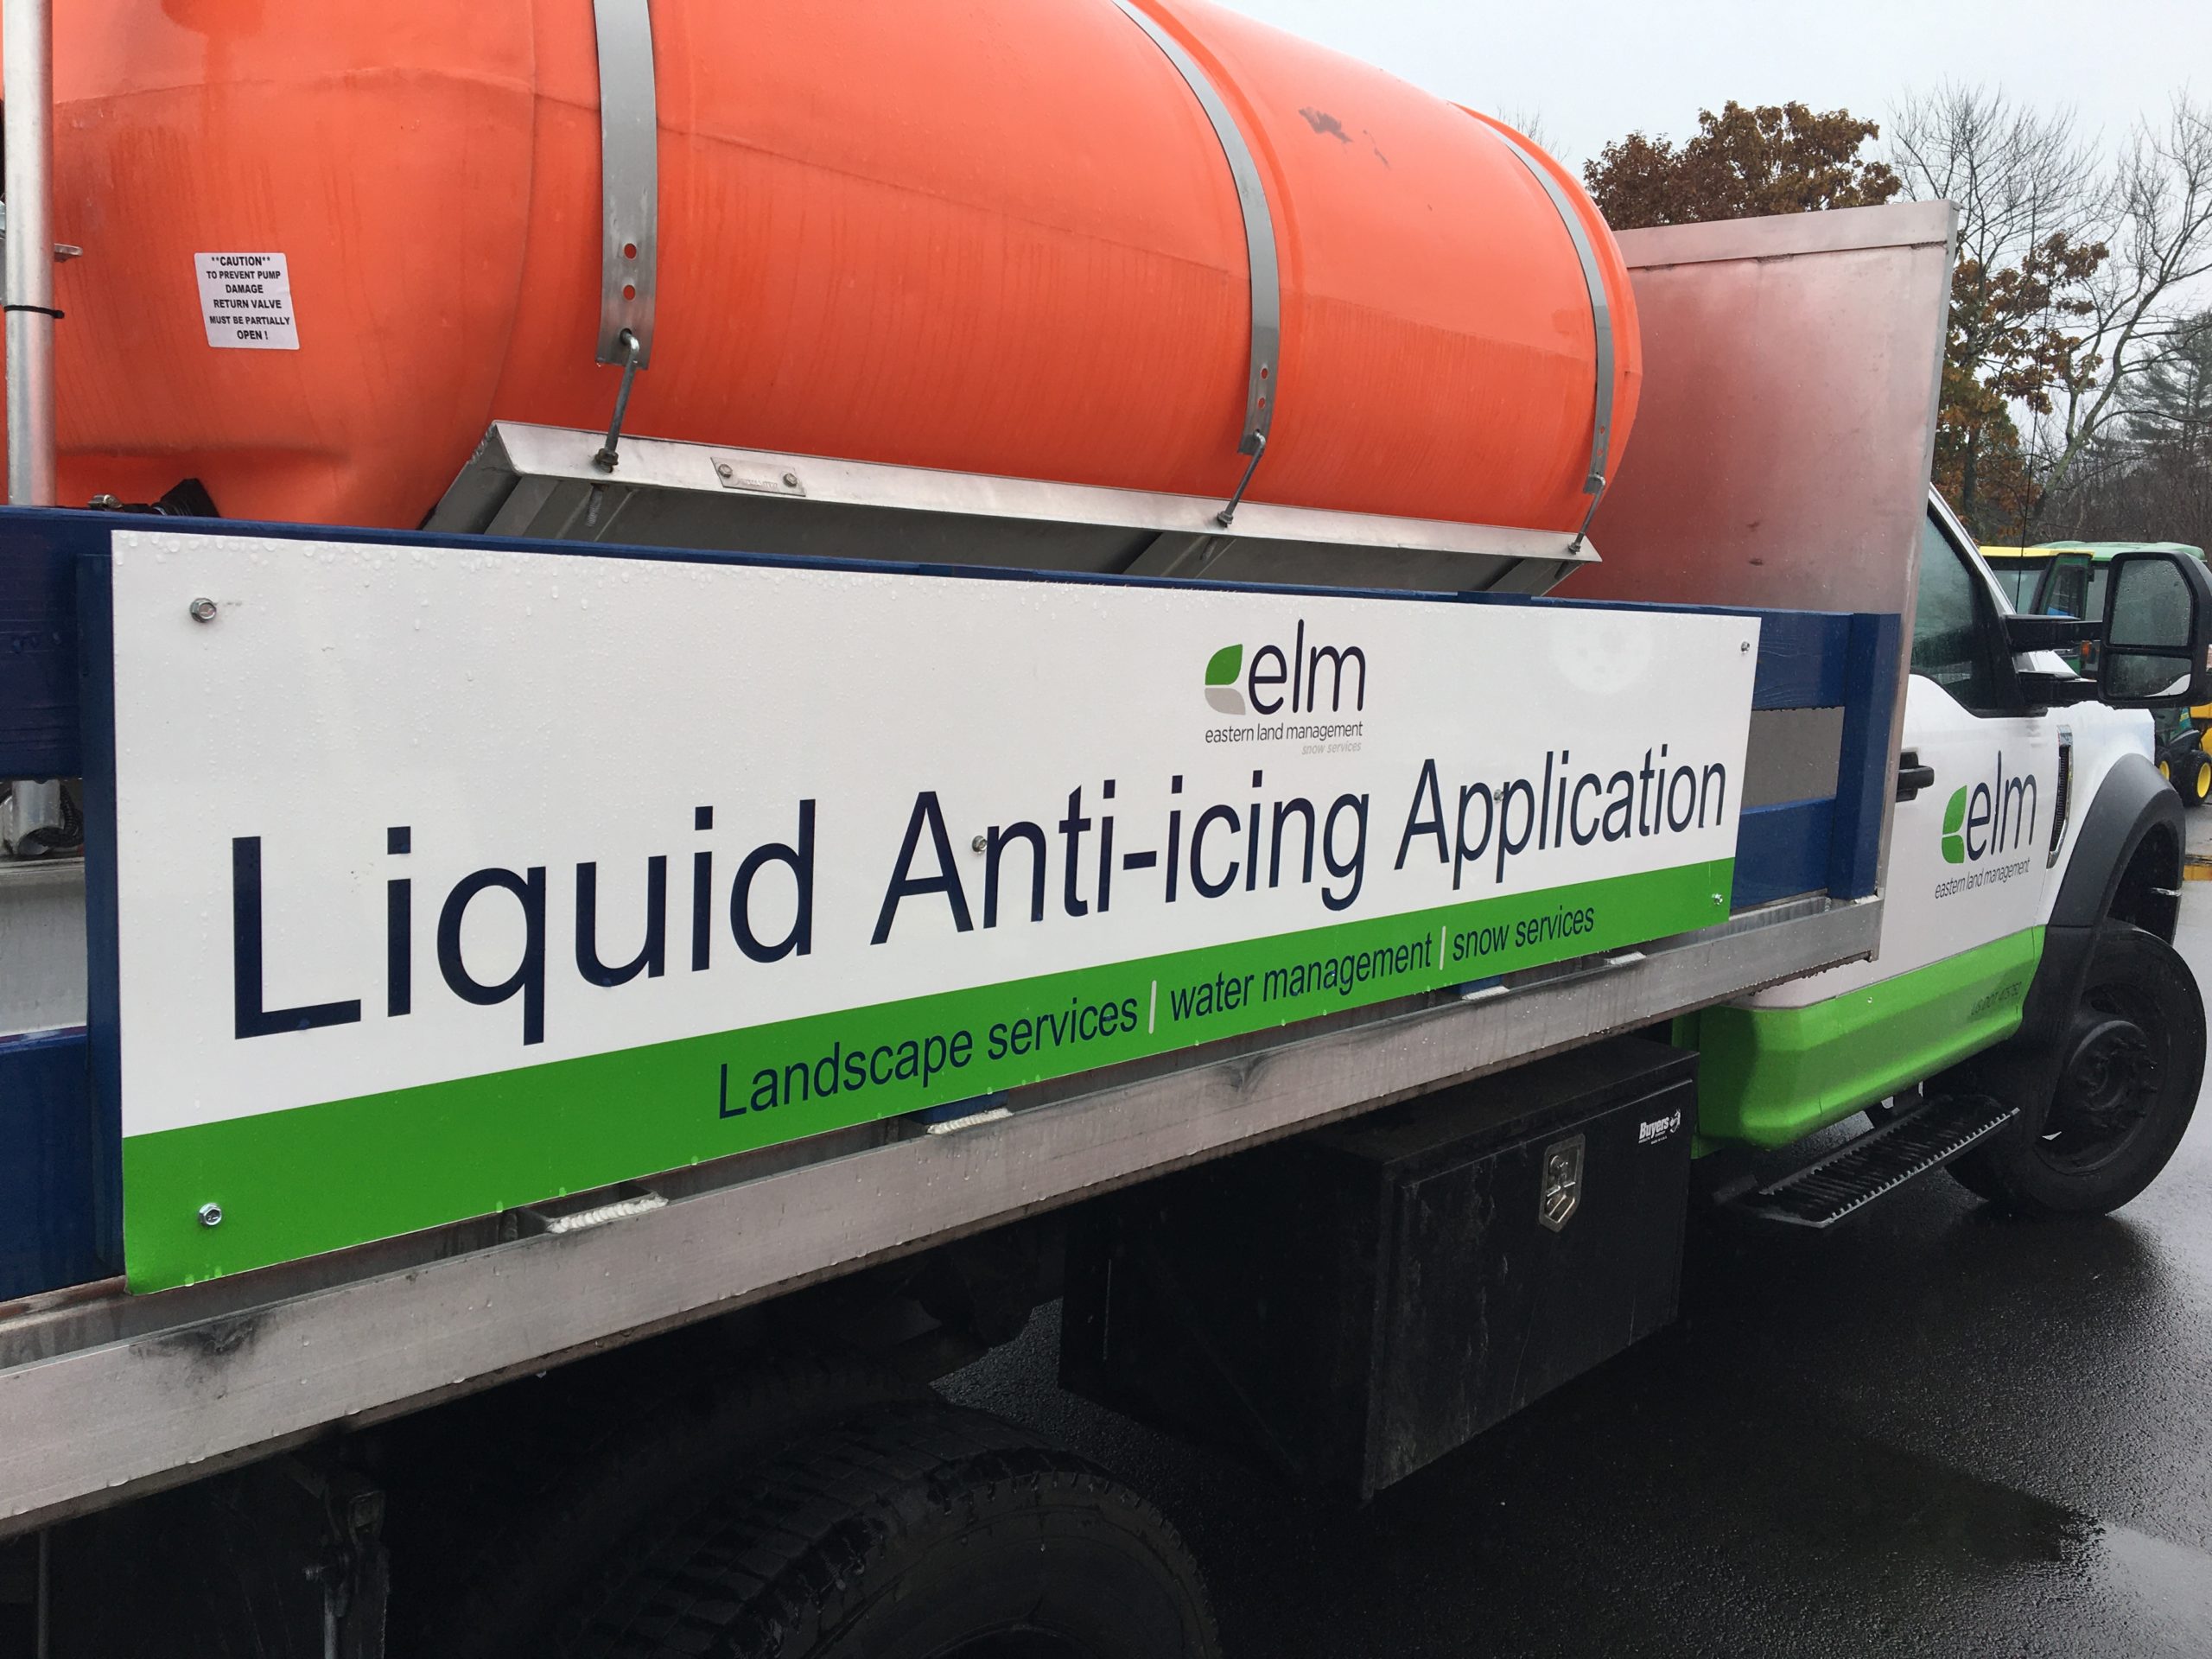 **CAUTION**
TO PREVENT PUMP
DAMAGE
RETURN VALVE
MUST BE PARTIALLY
OPEN !
elm
eastern land management
snow services
Liquid Anti-icing Application
Landscape services | water management | snow services
elm
eastern land management
Buyers